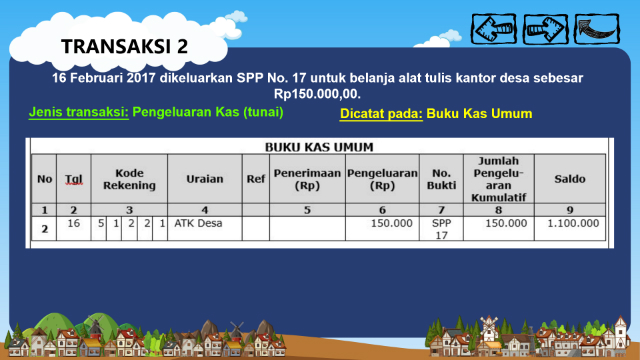 TRANSAKSI 2
16 Februari 2017 dikeluarkan SPP No. 17 untuk belanja alat tulis kantor desa sebesar
Rp150.000,00.
Jenis transaksi: Pengeluaran Kas (tunai)
Dicatat pada: Buku Kas Umum
BUKU KAS UMUM
No Tgl Kode Rekening Uraian Ref Penerimaan (Rp) Pengeluaran (Rp) No. Bukti Jumlah Pengelu-aran Kumulatif Saldo
1 2 3 4 5 6 7 8 9
2 16 5 1 2 2 1 ATK Desa 150.000 SPP 17 150.000 1.100.000